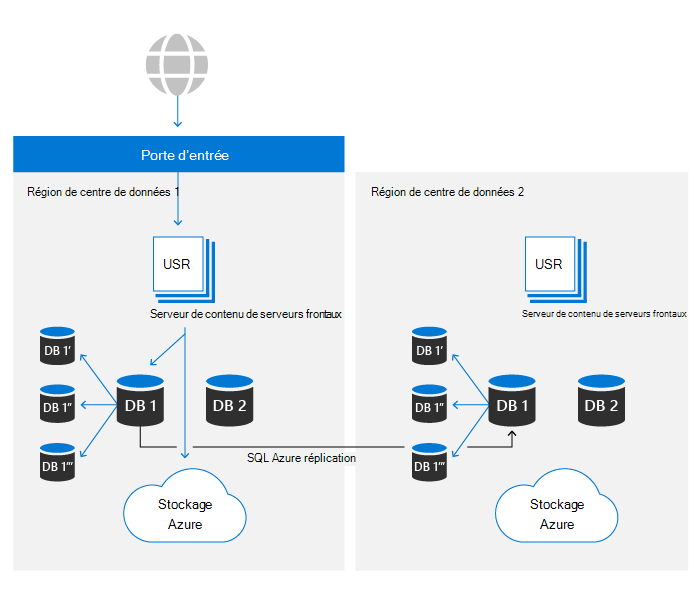 Porte d’entrée
Région de centre de données 1
USR
Serveur de contenu de serveurs frontaux
DB 1’
DB 1’’
DB 1’’’
DB 1
DB 2
Stockage
Azure
SQL Azure réplication
Région de centre de données 2
USR
Serveur de contenu de serveurs frontaux
DB 1’
DB 1’’
DB 1’’’
DB 1
DB 2
Stockage
Azure